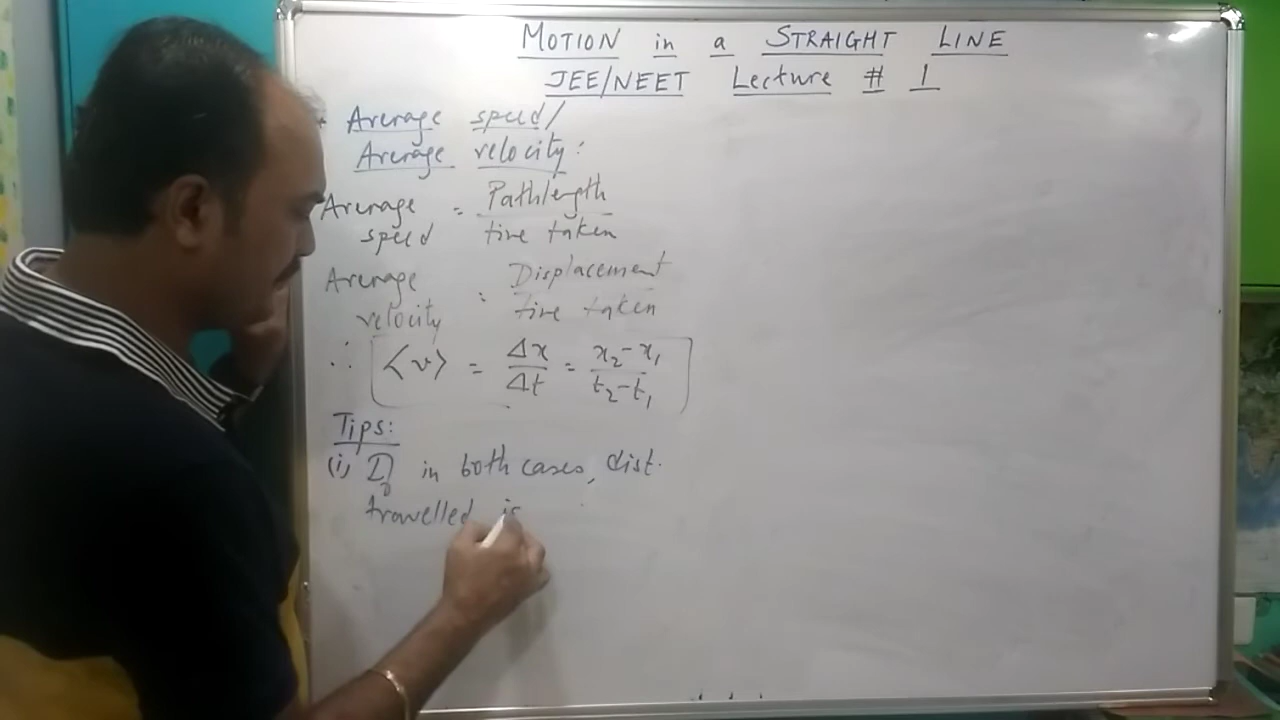 MOTION in a STRAIGHT LINE
JEE/NEET Lecture # 1
Average speed/
Average velocity:
Average speed = Pathlength / time taken
Average velocity = Displacement / time taken
∴ <v> = Δx/Δt = x₂-x₁ / t₂-t₁
Tips:
(i) If in both cases, dist.
travelled is